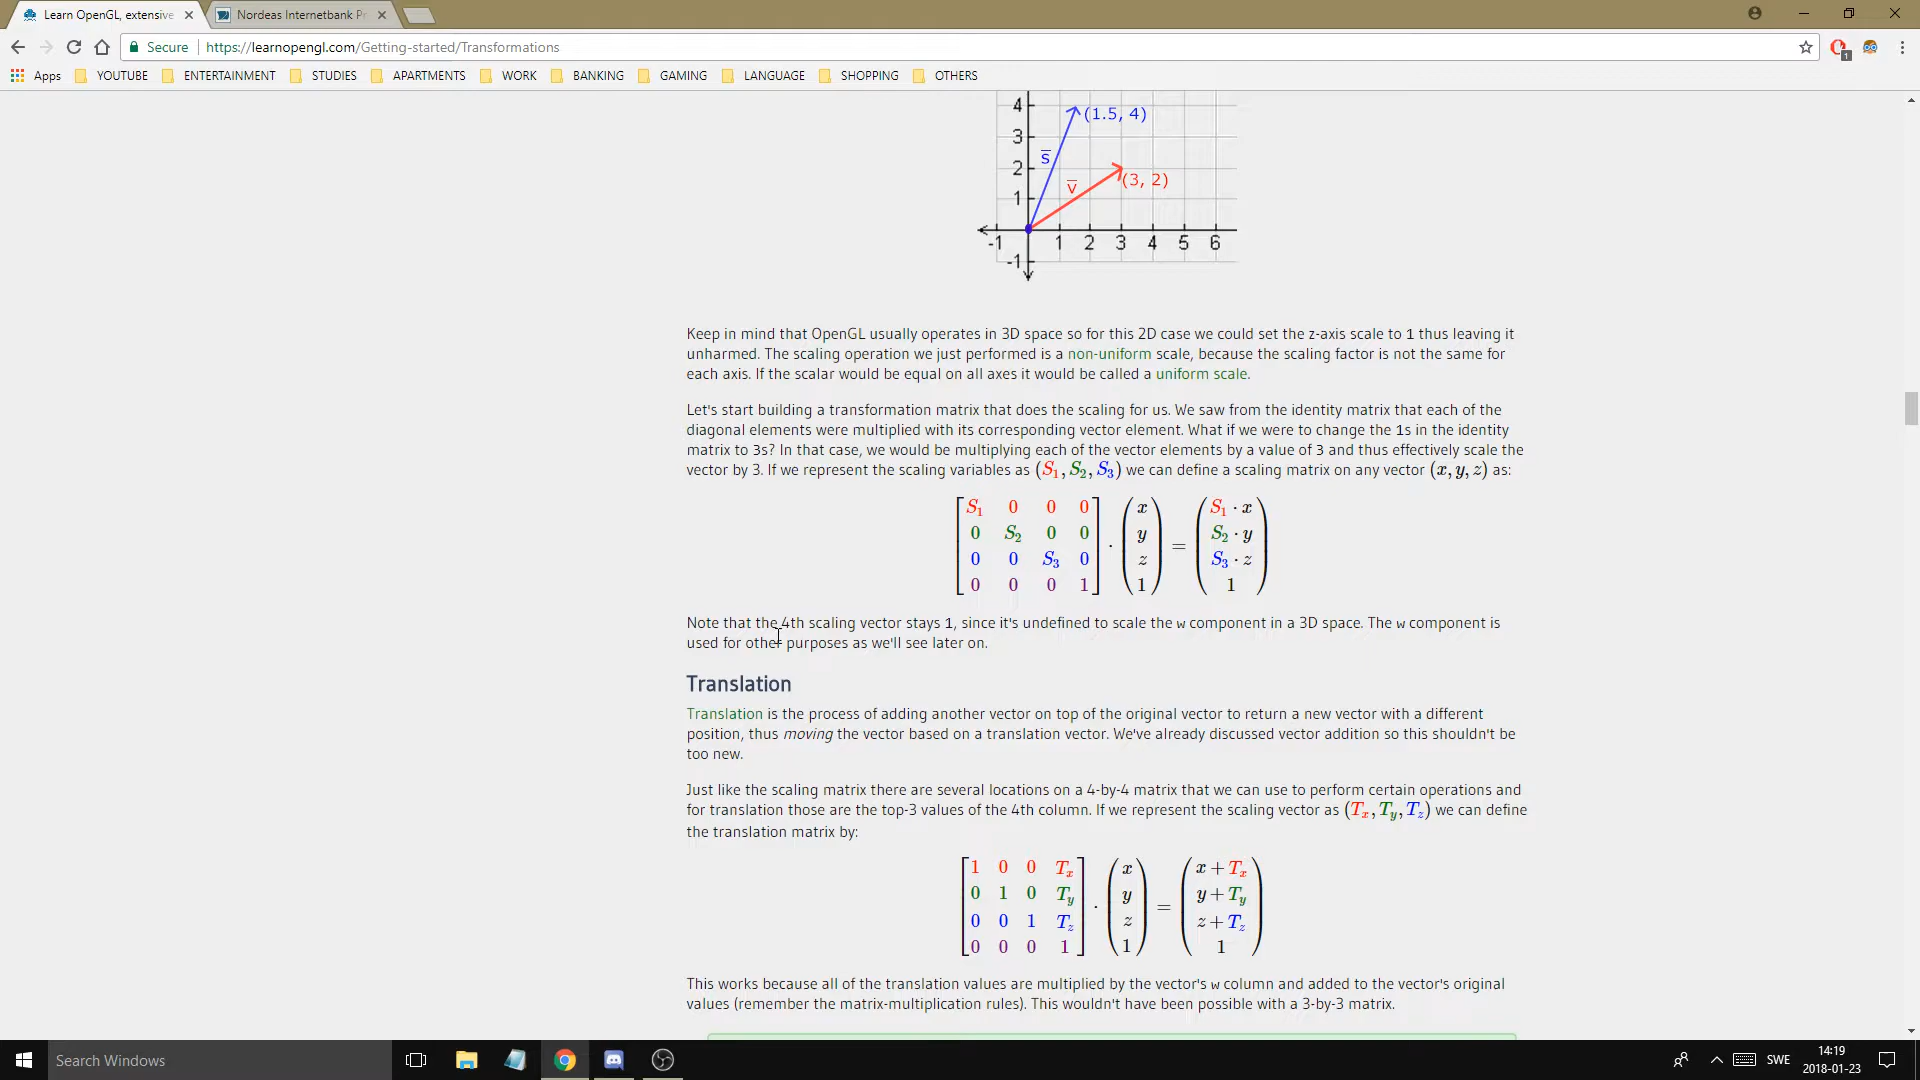 Learn OpenGL, extensive
Nordeas Internetbank Pr
Secure
https://learnopengl.com/Getting-started/Transformations
1
Apps
YOUTUBE
ENTERTAINMENT
STUDIES
APARTMENTS
WORK
BANKING
GAMING
LANGUAGE
SHOPPING
OTHERS
4
(1.5, 4)
3
s̅
2
(3, 2)
v̅
1
-1 1 2 3 4 5 6
-1
Keep in mind that OpenGL usually operates in 3D space so for this 2D case we could set the z-axis scale to 1 thus leaving it
unharmed. The scaling operation we just performed is a non-uniform scale, because the scaling factor is not the same for
each axis. If the scalar would be equal on all axes it would be called a uniform scale.
Let's start building a transformation matrix that does the scaling for us. We saw from the identity matrix that each of the
diagonal elements were multiplied with its corresponding vector element. What if we were to change the 1s in the identity
matrix to 3s? In that case, we would be multiplying each of the vector elements by a value of 3 and thus effectively scale the
vector by 3. If we represent the scaling variables as (S₁, S₂, S₃) we can define a scaling matrix on any vector (x, y, z) as:
S₁ 0 0 0 x S₁ · x
0 S₂ 0 0 y S₂ · y
· =
0 0 S₃ 0 z S₃ · z
0 0 0 1 1 1
Note that the 4th scaling vector stays 1, since it's undefined to scale the w component in a 3D space. The w component is
used for other purposes as we'll see later on.
Translation
Translation is the process of adding another vector on top of the original vector to return a new vector with a different
position, thus moving the vector based on a translation vector. We've already discussed vector addition so this shouldn't be
too new.
Just like the scaling matrix there are several locations on a 4-by-4 matrix that we can use to perform certain operations and
for translation those are the top-3 values of the 4th column. If we represent the scaling vector as (Tₓ, Tᵧ, T_z) we can define
the translation matrix by:
1 0 0 Tₓ x x + Tₓ
0 1 0 Tᵧ y y + Tᵧ
· =
0 0 1 T_z z z + T_z
0 0 0 1 1 1
This works because all of the translation values are multiplied by the vector's w column and added to the vector's original
values (remember the matrix-multiplication rules). This wouldn't have been possible with a 3-by-3 matrix.
Search Windows
SWE
14:19
2018-01-23